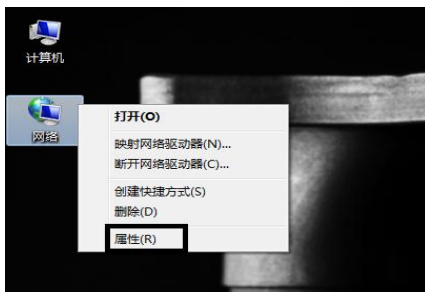 计算机
网络
打开(O)
映射网络驱动器(N)...
断开网络驱动器(C)...
创建快捷方式(S)
删除(D)
属性(R)